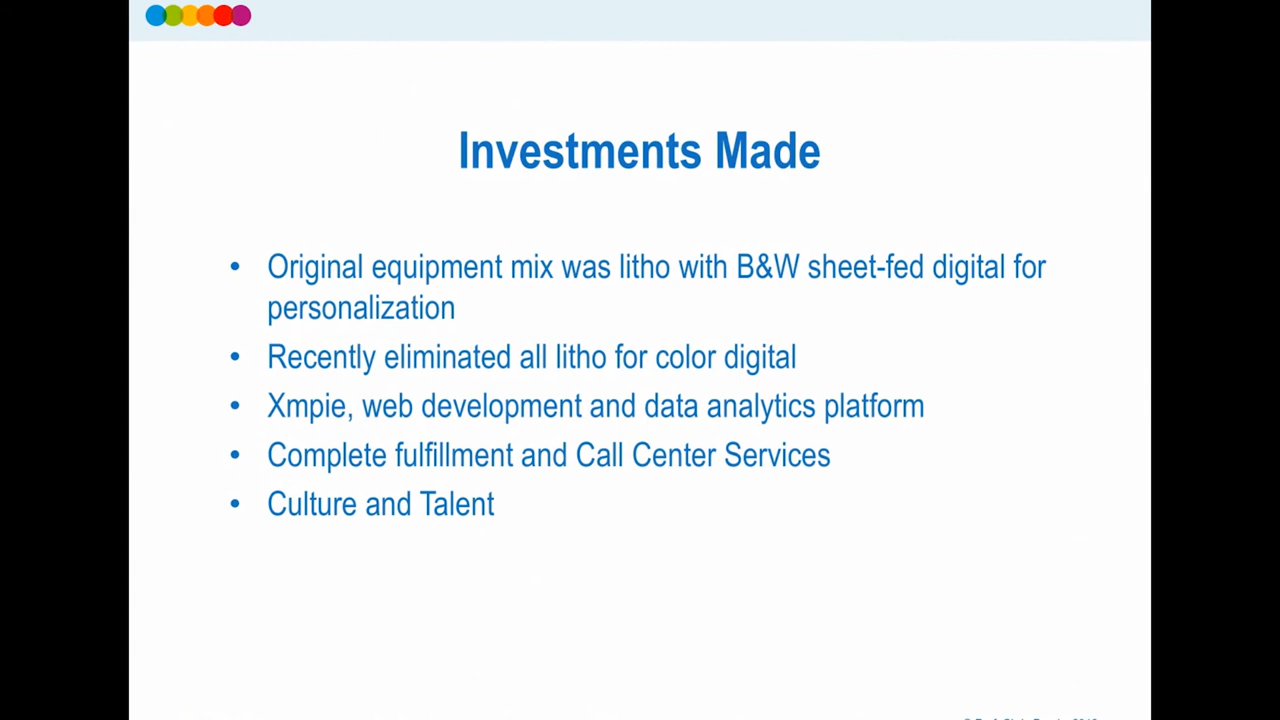 Investments Made
• Original equipment mix was litho with B&W sheet-fed digital for
personalization
• Recently eliminated all litho for color digital
• Xmpie, web development and data analytics platform
• Complete fulfillment and Call Center Services
• Culture and Talent